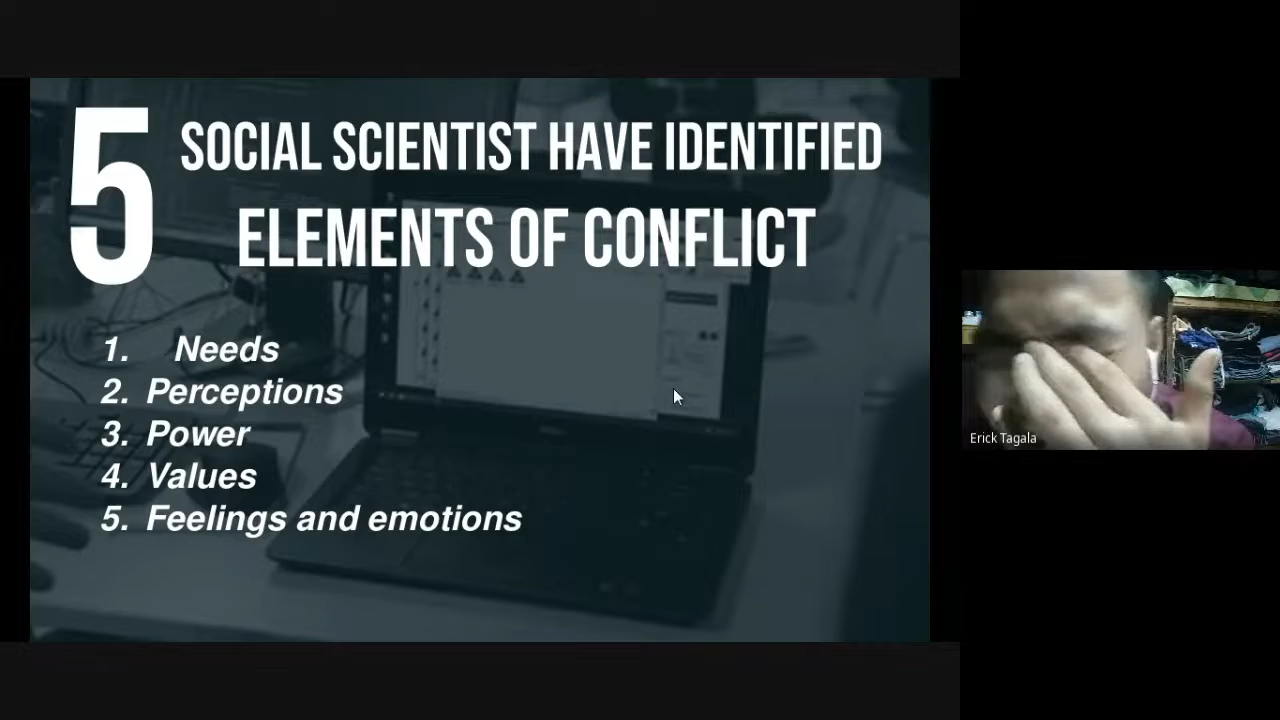 5 SOCIAL SCIENTIST HAVE IDENTIFIED
ELEMENTS OF CONFLICT
1. Needs
2. Perceptions
3. Power
4. Values
5. Feelings and emotions
Erick Tagala